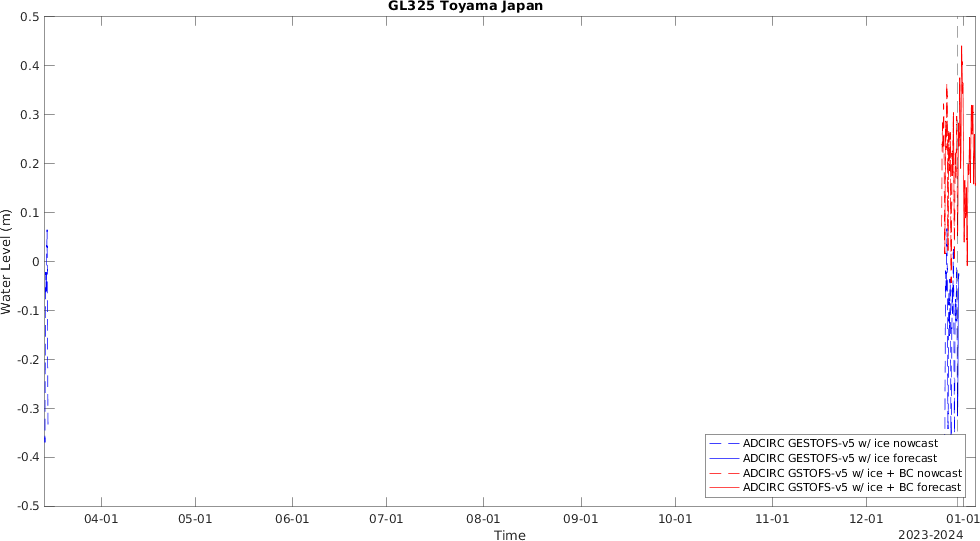 GL325 Toyama Japan
0.5
0.4
0.3
0.2
0.1
0
-0.1
-0.2
-0.3
-0.4
-0.5
Water Level (m)
ADCIRC GESTOFS-v5 w/ ice nowcast
ADCIRC GESTOFS-v5 w/ ice forecast
ADCIRC GSTOFS-v5 w/ ice + BC nowcast
ADCIRC GSTOFS-v5 w/ ice + BC forecast
04-01 05-01 06-01 07-01 08-01 09-01 10-01 11-01 12-01 01-01
Time
2023-2024